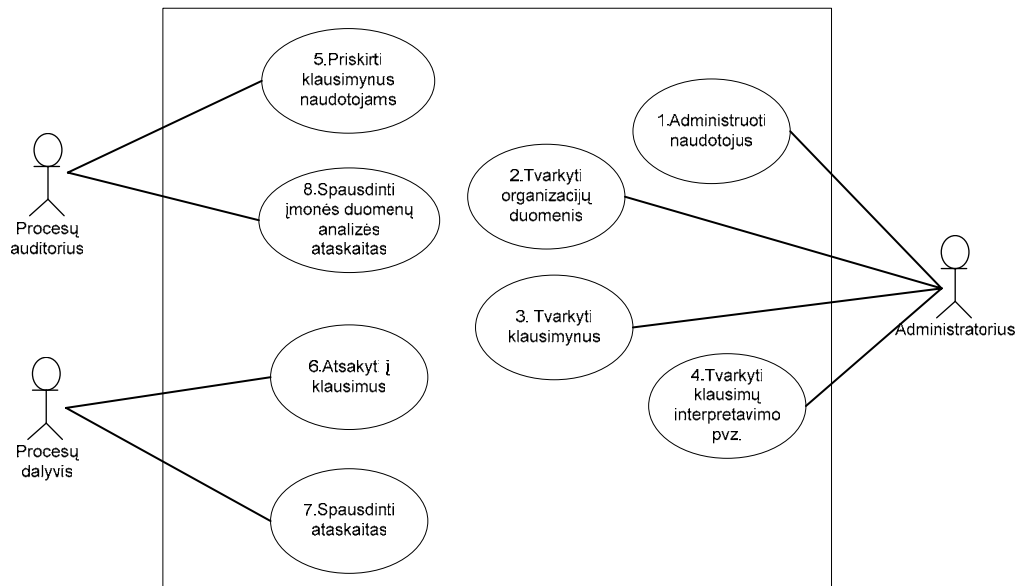 5.Priskirti
klausimynus
naudotojams
1.Administruoti
naudotojus
2.Tvarkyti
organizacijų
duomenis
8.Spausdinti
įmonės duomenų
analizės
ataskaitas
Procesų
auditorius
3. Tvarkyti
klausimynus
Administratorius
6.Atsakyti į
klausimus
4.Tvarkyti
klausimų
interpretavimo
pvz.
Procesų
dalyvis
7.Spausdinti
ataskaitas